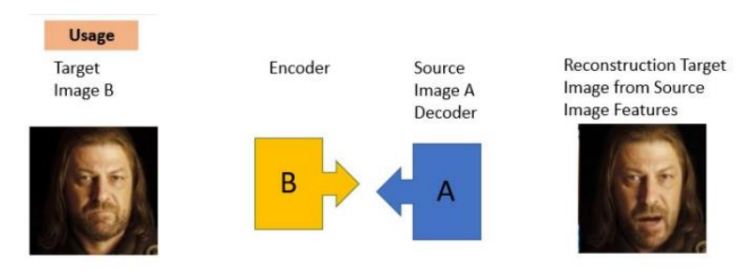 Usage
Target
Image B
Encoder
Source
Image A
Decoder
Reconstruction Target
Image from Source
Image Features
B
A